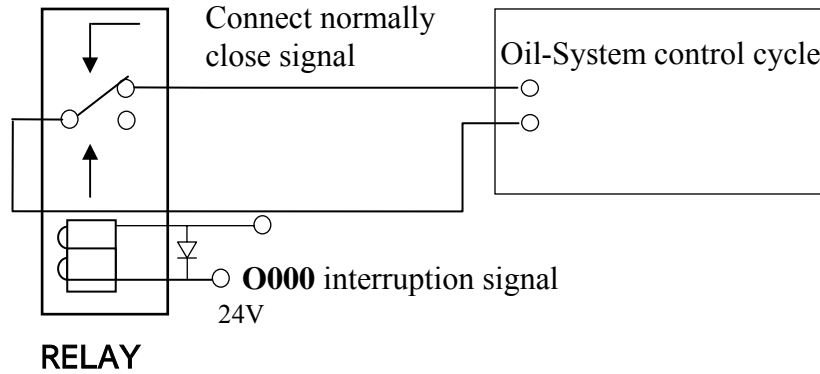 Connect normally
close signal
Oil-System control cycle
O000 interruption signal
24V
RELAY